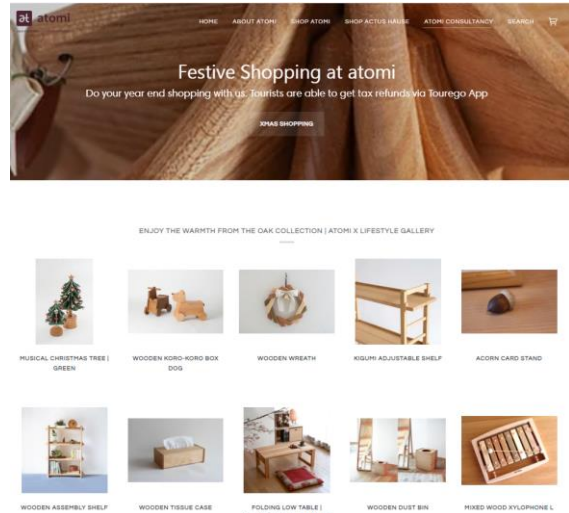 at atomi
HOME ABOUT ATOMI SHOP ATOMI SHOP ACTUS HAUSE ATOMI CONSULTANCY SEARCH
Festive Shopping at atomi
Do your year end shopping with us. Tourists are able to get tax refunds via Tourego App
XMAS SHOPPING
ENJOY THE WARMTH FROM THE OAK COLLECTION | ATOMI X LIFESTYLE GALLERY
MUSICAL CHRISTMAS TREE |
GREEN
WOODEN KORO-KORO BOX
DOG
WOODEN WREATH
KIGUMI ADJUSTABLE SHELF
ACORN CARD STAND
WOODEN ASSEMBLY SHELF
WOODEN TISSUE CASE
FOLDING LOW TABLE |
WOODEN DUST BIN
MIXED WOOD XYLOPHONE L